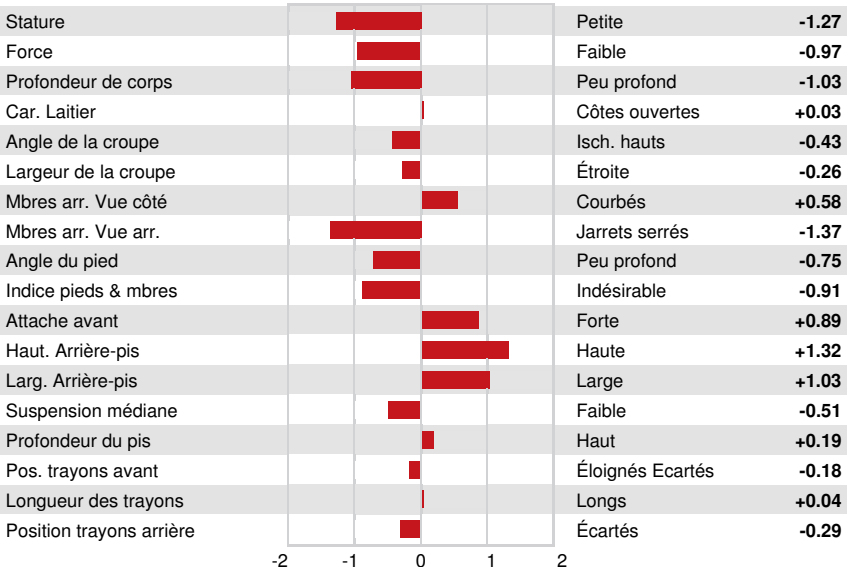 Stature Petite -1.27
Force Faible -0.97
Profondeur de corps Peu profond -1.03
Car. Laitier Côtes ouvertes +0.03
Angle de la croupe Isch. hauts -0.43
Largeur de la croupe Étroite -0.26
Mbres arr. Vue côté Courbés +0.58
Mbres arr. Vue arr. Jarrets serrés -1.37
Angle du pied Peu profond -0.75
Indice pieds & mbres Indésirable -0.91
Attache avant Forte +0.89
Haut. Arrière-pis Haute +1.32
Larg. Arrière-pis Large +1.03
Suspension médiane Faible -0.51
Profondeur du pis Haut +0.19
Pos. trayons avant Éloignés Ecartés -0.18
Longueur des trayons Longs +0.04
Position trayons arrière Écartés -0.29
-2 -1 0 1 2